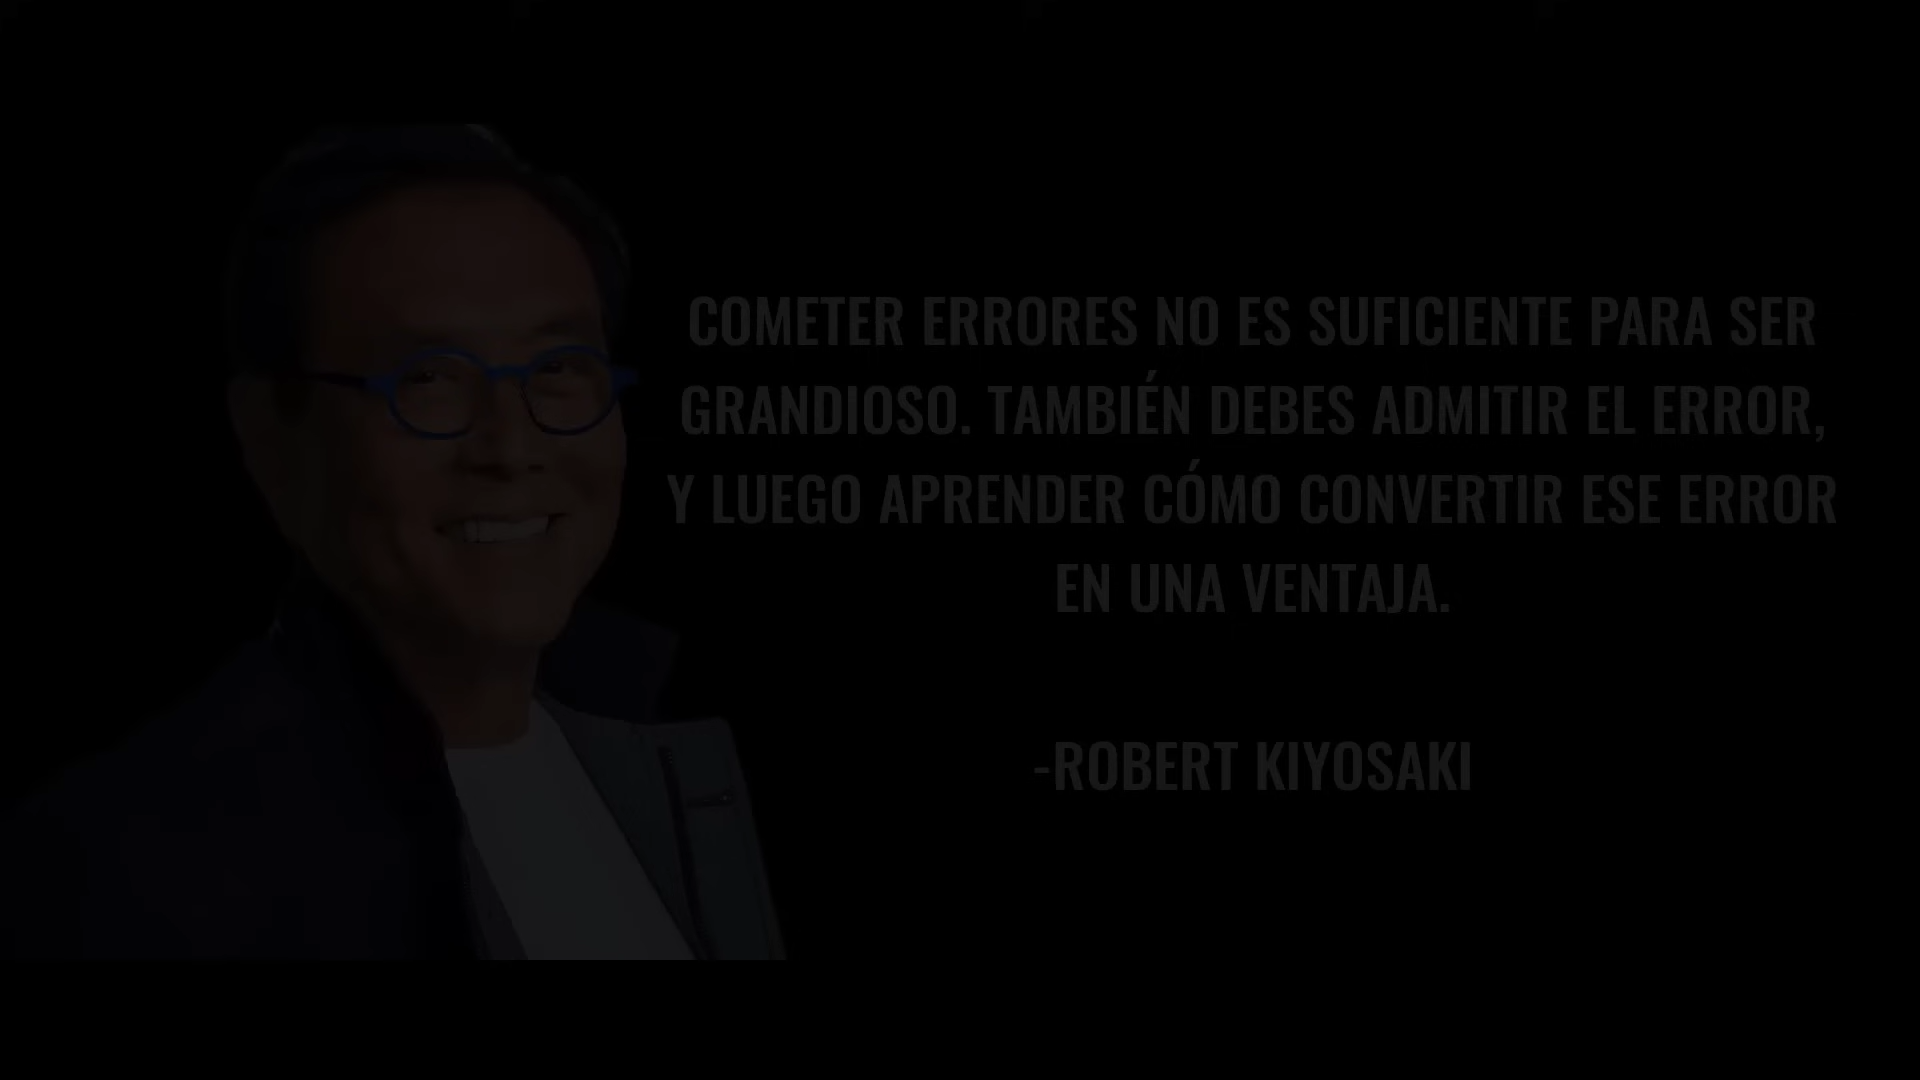 COMETER ERRORES NO ES SUFICIENTE PARA SER
GRANDIOSO. TAMBIÉN DEBES ADMITIR EL ERROR,
Y LUEGO APRENDER CÓMO CONVERTIR ESE ERROR
EN UNA VENTAJA.
-ROBERT KIYOSAKI